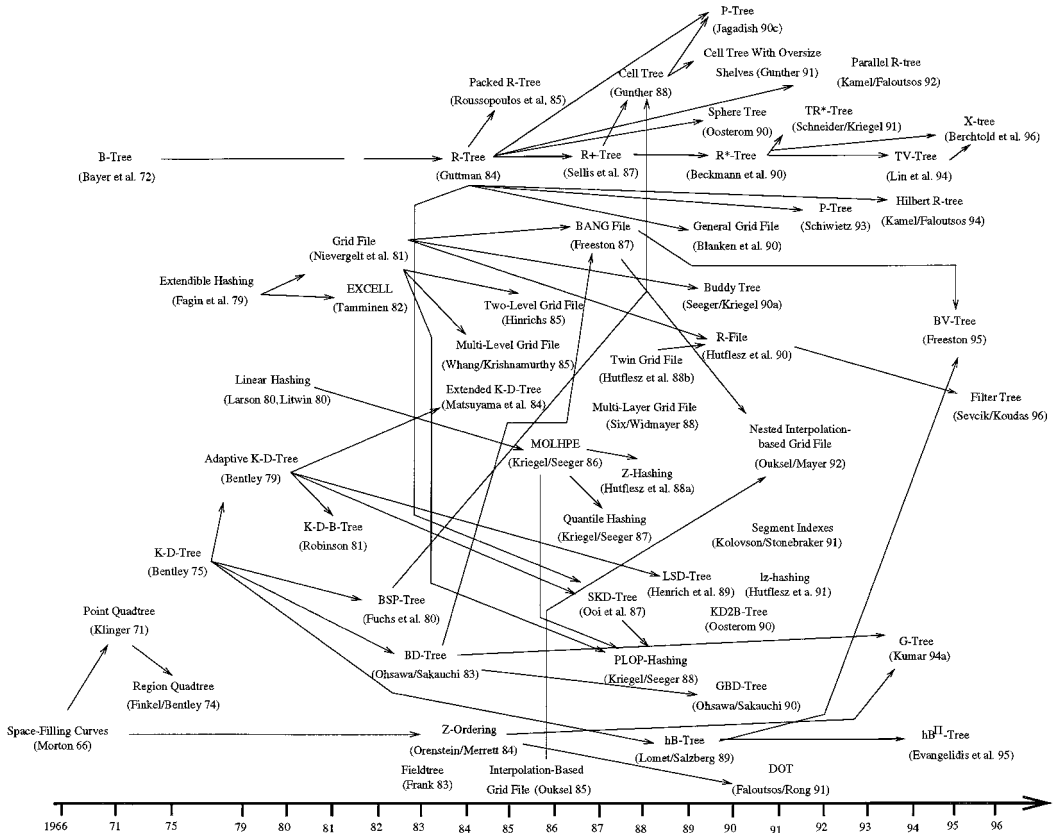 P-Tree
(Jagadish 90c)
Cell Tree With Oversize
Shelves (Gunther 91)
Cell Tree
(Gunther 88)
Parallel R-tree
(Kamel/Faloutsos 92)
Packed R-Tree
(Roussopoulos et al, 85)
Sphere Tree
(Oosterom 90)
TR*-Tree
(Schneider/Kriegel 91)
X-tree
(Berchtold et al. 96)
B-Tree
(Bayer et al. 72)
R-Tree
(Guttman 84)
R+-Tree
(Sellis et al. 87)
R*-Tree
(Beckmann et al. 90)
TV-Tree
(Lin et al. 94)
Hilbert R-tree
(Kamel/Faloutsos 94)
P-Tree
(Schiwietz 93)
General Grid File
(Blanken et al. 90)
BANG File
(Freeston 87)
Grid File
(Nievergelt et al. 81)
Extendible Hashing
(Fagin et al. 79)
EXCELL
(Tamminen 82)
Two-Level Grid File
(Hinrichs 85)
Buddy Tree
(Seeger/Kriegel 90a)
BV-Tree
(Freeston 95)
Multi-Level Grid File
(Whang/Krishnamurthy 85)
R-File
(Hutflesz et al. 90)
Twin Grid File
(Hutflesz et al. 88b)
Linear Hashing
(Larson 80, Litwin 80)
Extended K-D-Tree
(Matsuyama et al. 84)
Filter Tree
(Sevcik/Koudas 96)
Multi-Layer Grid File
(Six/Widmayer 88)
Nested Interpolation-
based Grid File
(Ouksel/Mayer 92)
MOLHPE
(Kriegel/Seeger 86)
Adaptive K-D-Tree
(Bentley 79)
Z-Hashing
(Hutflesz et al. 88a)
Quantile Hashing
(Kriegel/Seeger 87)
K-D-B-Tree
(Robinson 81)
Segment Indexes
(Kolovson/Stonebraker 91)
K-D-Tree
(Bentley 75)
LSD-Tree
(Henrich et al. 89)
lz-hashing
(Hutflesz et a. 91)
BSP-Tree
(Fuchs et al. 80)
SKD-Tree
(Ooi et al. 87)
KD2B-Tree
(Oosterom 90)
Point Quadtree
(Klinger 71)
G-Tree
(Kumar 94a)
BD-Tree
(Ohsawa/Sakauchi 83)
PLOP-Hashing
(Kriegel/Seeger 88)
Region Quadtree
(Finkel/Bentley 74)
GBD-Tree
(Ohsawa/Sakauchi 90)
Space-Filling Curves
(Morton 66)
Z-Ordering
(Orenstein/Merrett 84)
hB-Tree
(Lomet/Salzberg 89)
hBΠ-Tree
(Evangelidis et al. 95)
Fieldtree
(Frank 83)
Interpolation-Based
Grid File (Ouksel 85)
DOT
(Faloutsos/Rong 91)
1966 71 75 79 80 81 82 83 84 85 86 87 88 89 90 91 92 93 94 95 96